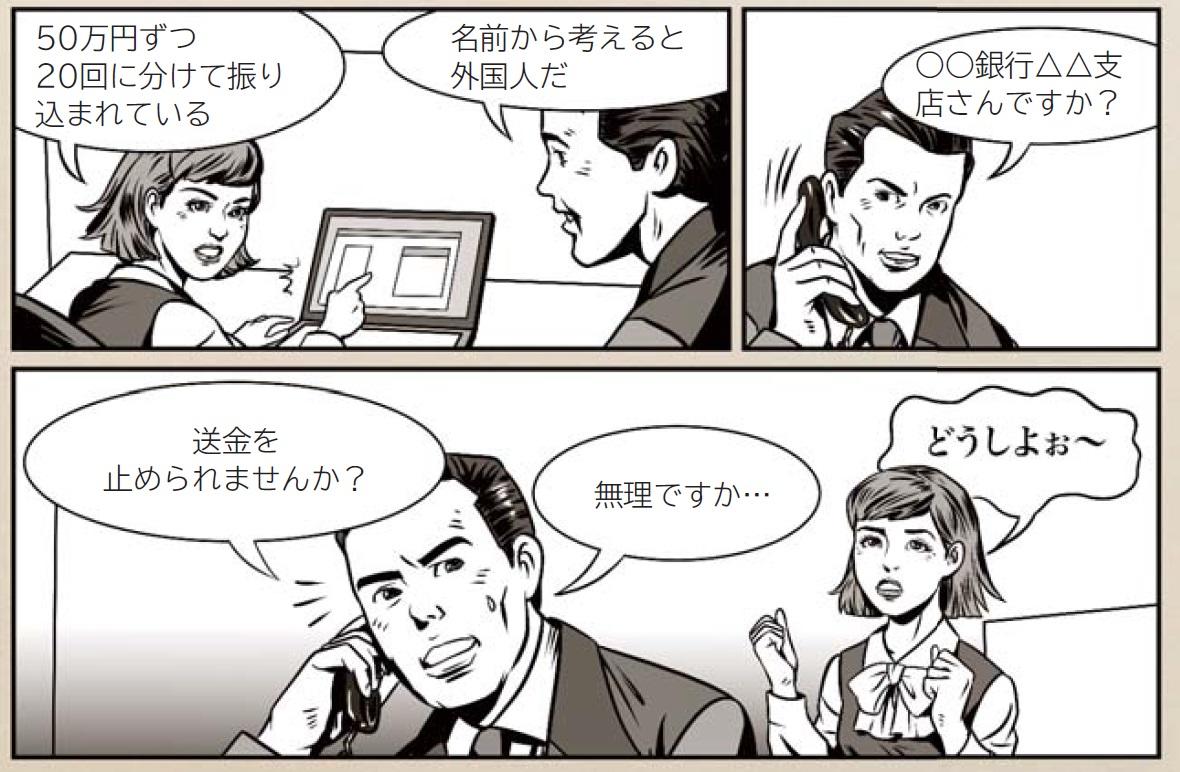 50万円ずつ
20回に分けて振り
込まれている
名前から考えると
外国人だ
○○銀行△△支
店さんですか？
送金を
止められませんか？
無理ですか…
どうしよぉ～